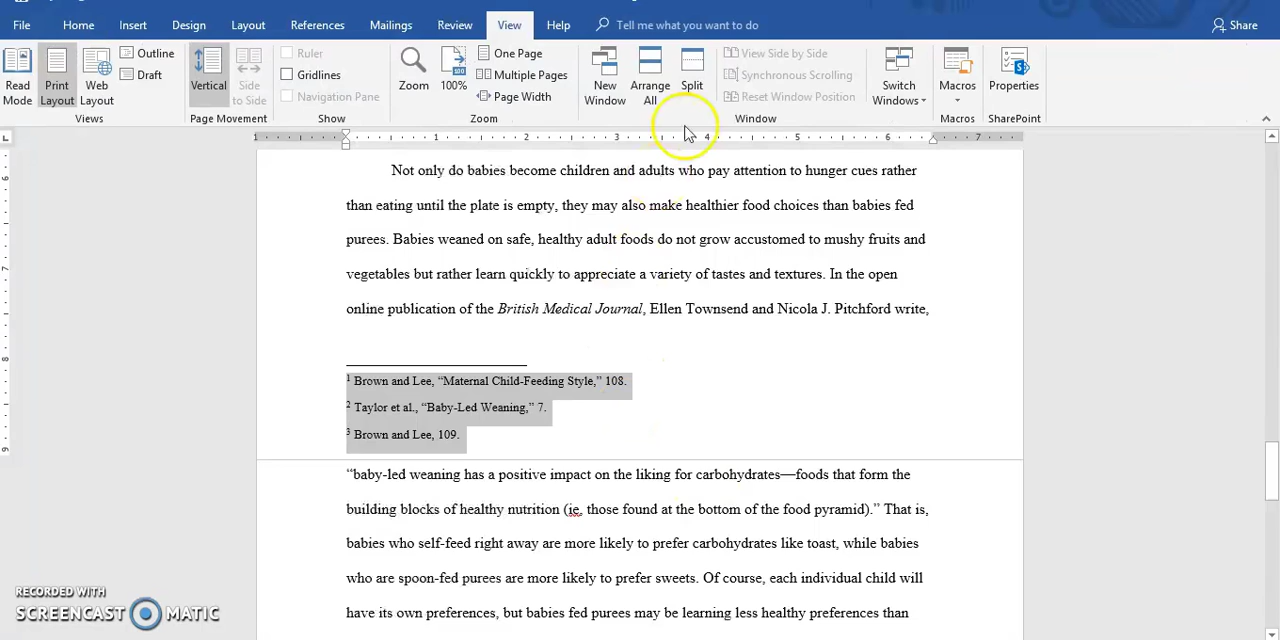 File Home Insert Design Layout References Mailings Review View Help Tell me what you want to do Share
Read Mode
Print Layout
Web Layout
Outline
Draft
Views
Vertical
Side to Side
Page Movement
Ruler
Gridlines
Navigation Pane
Show
Zoom
100
100%
One Page
Multiple Pages
Page Width
Zoom
New Window
Arrange All
Split
View Side by Side
Synchronous Scrolling
Reset Window Position
Window
Switch Windows
Macros
Macros
Properties
SharePoint
1 1 2 3 4 5 6 7
6
7
8
9
Not only do babies become children and adults who pay attention to hunger cues rather
than eating until the plate is empty, they may also make healthier food choices than babies fed
purees. Babies weaned on safe, healthy adult foods do not grow accustomed to mushy fruits and
vegetables but rather learn quickly to appreciate a variety of tastes and textures. In the open
online publication of the British Medical Journal, Ellen Townsend and Nicola J. Pitchford write,
1 Brown and Lee, “Maternal Child-Feeding Style,” 108.
2 Taylor et al., “Baby-Led Weaning,” 7.
3 Brown and Lee, 109.
“baby-led weaning has a positive impact on the liking for carbohydrates—foods that form the
building blocks of healthy nutrition (ie, those found at the bottom of the food pyramid).” That is,
babies who self-feed right away are more likely to prefer carbohydrates like toast, while babies
who are spoon-fed purees are more likely to prefer sweets. Of course, each individual child will
have its own preferences, but babies fed purees may be learning less healthy preferences than
RECORDED WITH
SCREENCAST MATIC